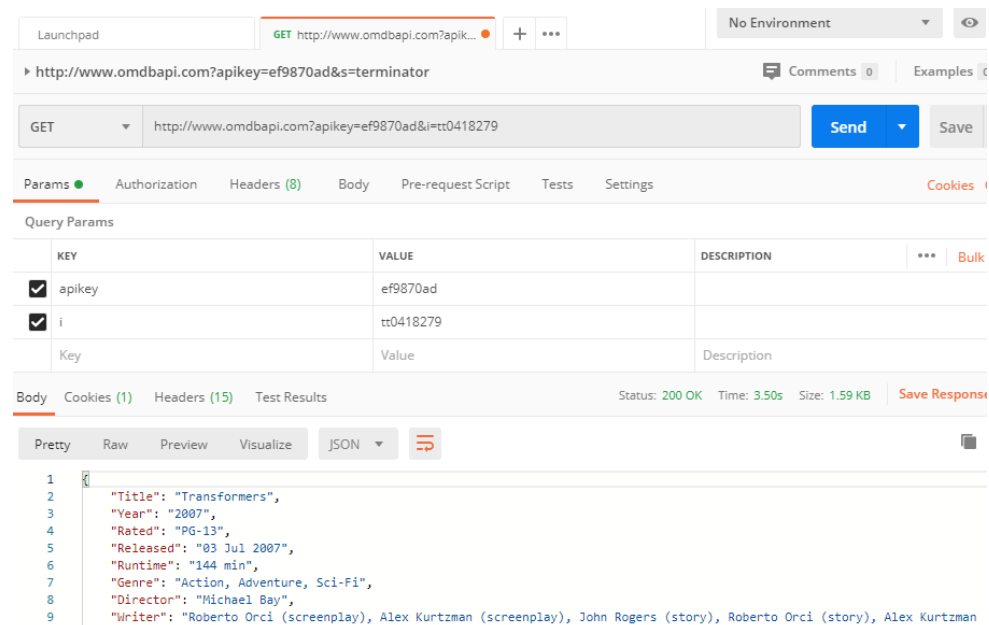 Launchpad GET http://www.omdbapi.com?apik... + ••• No Environment
http://www.omdbapi.com?apikey=ef9870ad&s=terminator Comments 0 Examples
GET http://www.omdbapi.com?apikey=ef9870ad&i=tt0418279 Send Save
Params Authorization Headers (8) Body Pre-request Script Tests Settings Cookies
Query Params
KEY VALUE DESCRIPTION ••• Bulk
apikey ef9870ad
i tt0418279
Key Value Description
Body Cookies (1) Headers (15) Test Results Status: 200 OK Time: 3.50s Size: 1.59 KB Save Response
Pretty Raw Preview Visualize JSON
1 {
2 "Title": "Transformers",
3 "Year": "2007",
4 "Rated": "PG-13",
5 "Released": "03 Jul 2007",
6 "Runtime": "144 min",
7 "Genre": "Action, Adventure, Sci-Fi",
8 "Director": "Michael Bay",
9 "Writer": "Roberto Orci (screenplay), Alex Kurtzman (screenplay), John Rogers (story), Roberto Orci (story), Alex Kurtzman